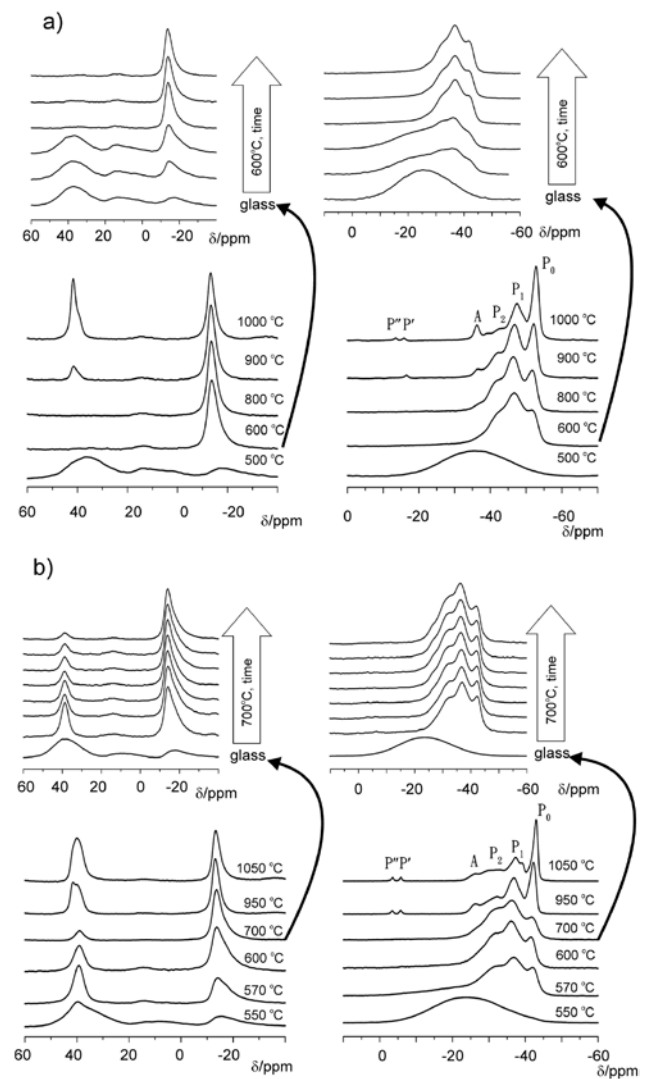 a)
600°C, time
glass
60 40 20 0 -20
δ/ppm
600°C, time
glass
0 -20 -40 -60 δ/ppm
1000 °C
900 °C
800 °C
600 °C
500 °C
60 40 20 0 -20
δ/ppm
P" P' A P2 P1 P0
1000 °C
900 °C
800 °C
600 °C
500 °C
0 -20 -40 -60
δ/ppm
b)
700°C, time
glass
60 40 20 0 -20
δ/ppm
700°C, time
glass
0 -20 -40 -60
δ/ppm
1050 °C
950 °C
700 °C
600 °C
570 °C
550 °C
60 40 20 0 -20
δ/ppm
P" P' A P2 P1 P0
1050 °C
950 °C
700 °C
600 °C
570 °C
550 °C
0 -20 -40 -60
δ/ppm